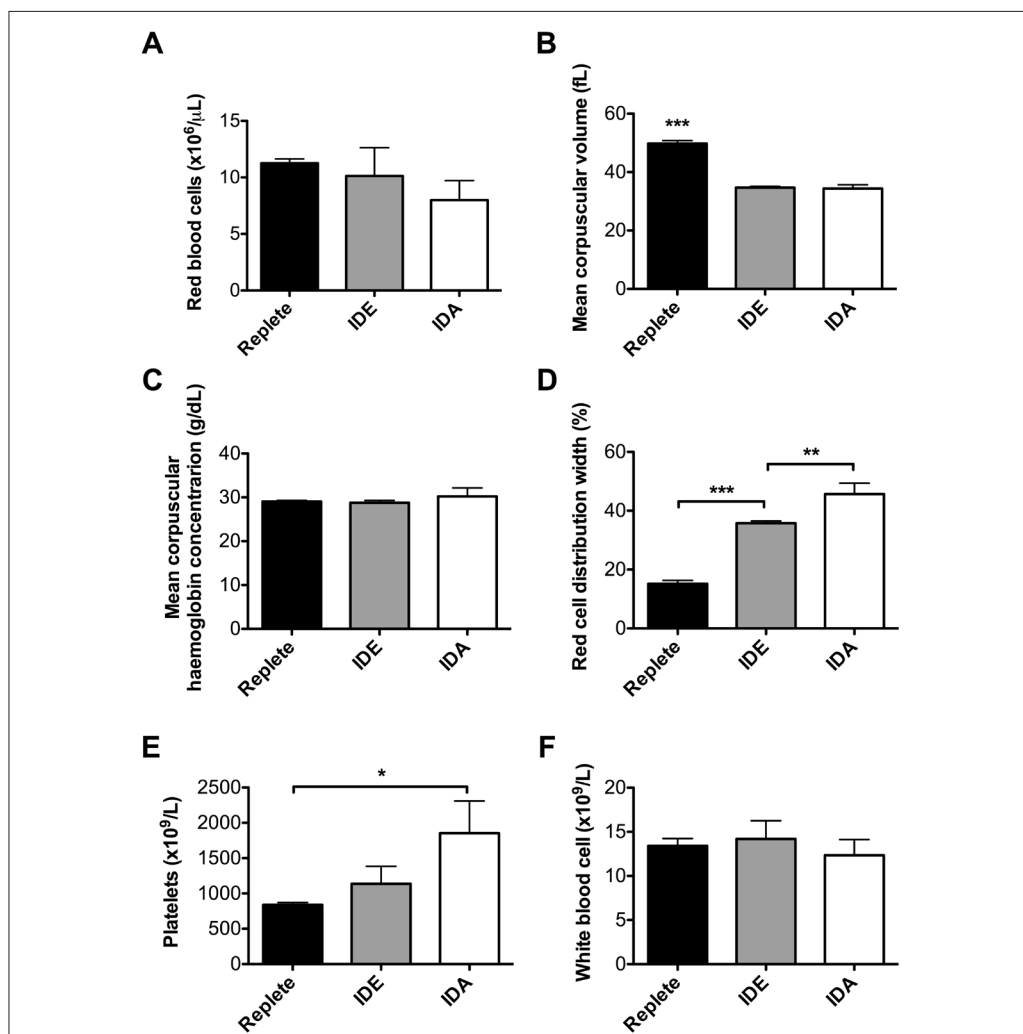 A
Red blood cells (x10⁶/μL)
15
10
5
0
Replete
IDE
IDA
B
Mean corpuscular volume (fL)
60
40
20
0
***
Replete
IDE
IDA
C
Mean corpuscular
haemoglobin concentrarion (g/dL)
40
30
20
10
0
Replete
IDE
IDA
D
Red cell distribution width (%)
60
40
20
0
***
**
Replete
IDE
IDA
E
Platelets (x10⁹/L)
2500
2000
1500
1000
500
0
*
Replete
IDE
IDA
F
White blood cell (x10⁹/L)
20
15
10
5
0
Replete
IDE
IDA